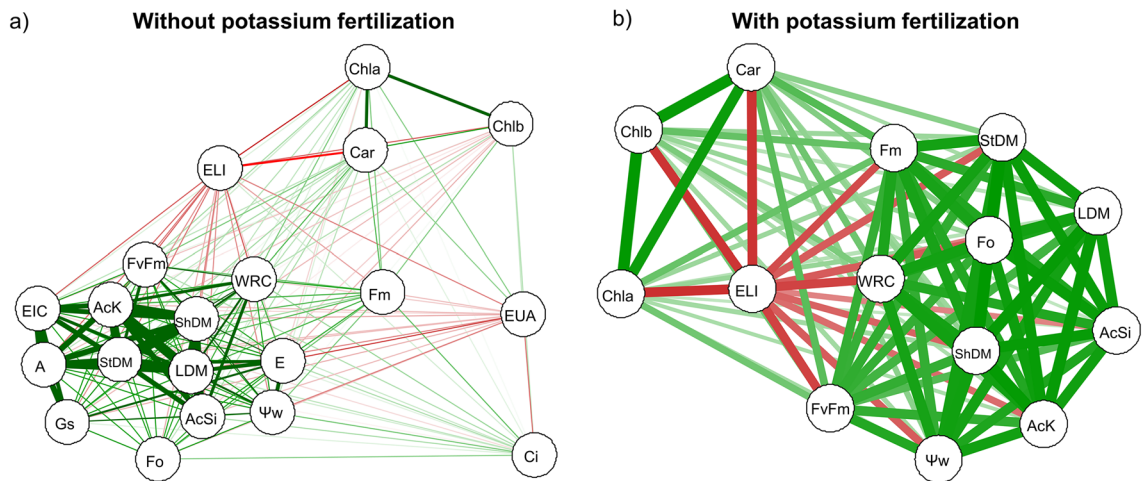 a) Without potassium fertilization
b) With potassium fertilization
Chla
Chlb
Car
ELI
FvFm
WRC
EIC
AcK
ShDM
Fm
EUA
A
StDM
LDM
E
Gs
AcSi
Ψw
Fo
Ci
Car
Chlb
Fm
StDM
LDM
Fo
WRC
Chla
ELI
AcSi
ShDM
FvFm
AcK
Ψw